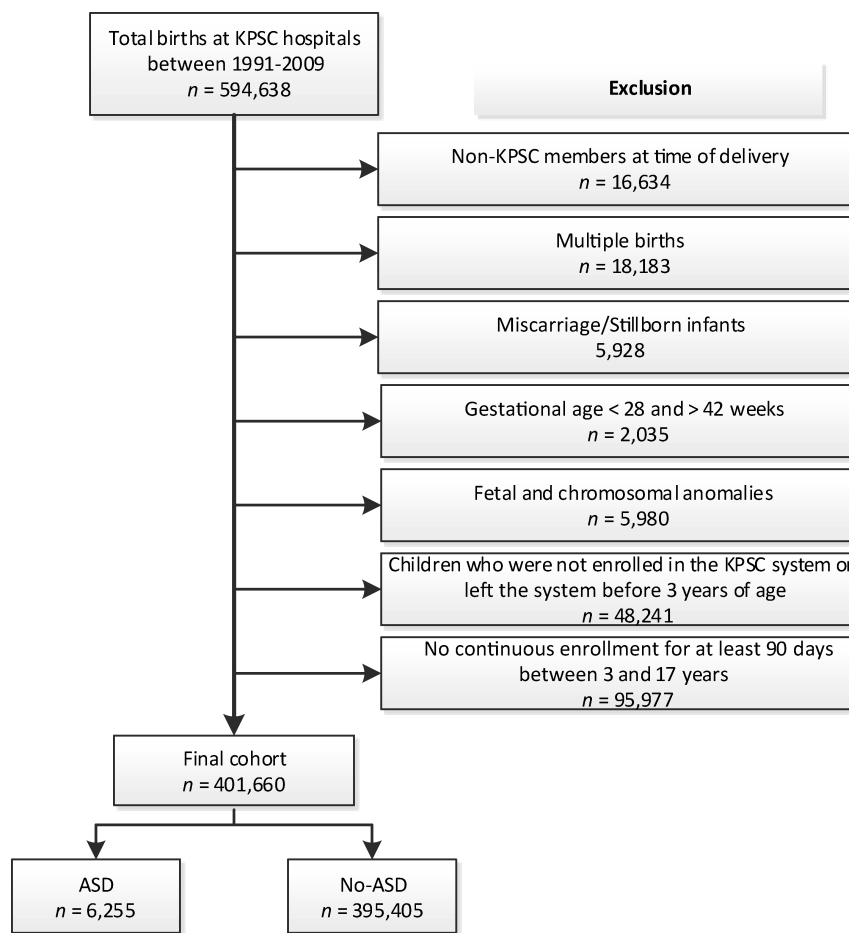 Total births at KPSC hospitals
between 1991-2009
n = 594,638
Exclusion
Non-KPSC members at time of delivery
n = 16,634
Multiple births
n = 18,183
Miscarriage/Stillborn infants
5,928
Gestational age < 28 and > 42 weeks
n = 2,035
Fetal and chromosomal anomalies
n = 5,980
Children who were not enrolled in the KPSC system or
left the system before 3 years of age
n = 48,241
No continuous enrollment for at least 90 days
between 3 and 17 years
n = 95,977
Final cohort
n = 401,660
ASD
n = 6,255
No-ASD
n = 395,405